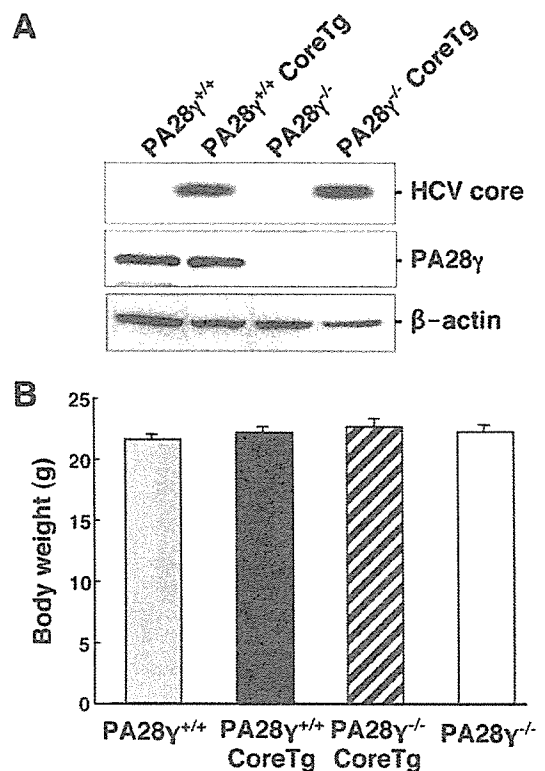 A
PA28γ+/+
PA28γ+/+ CoreTg
PA28γ-/-
PA28γ-/- CoreTg
HCV core
PA28γ
β-actin
B
Body weight (g)
25
20
15
10
5
0
PA28γ+/+
PA28γ+/+ CoreTg
PA28γ-/- CoreTg
PA28γ-/-